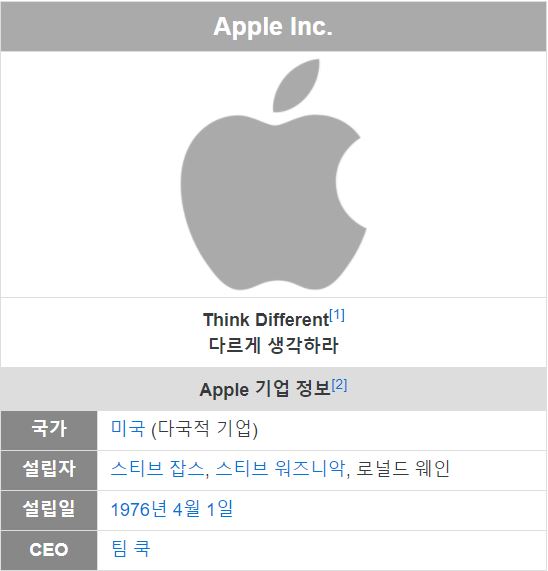 Apple Inc.
Think Different[1]
다르게 생각하라
Apple 기업 정보[2]
국가 미국 (다국적 기업)
설립자 스티브 잡스, 스티브 워즈니악, 로널드 웨인
설립일 1976년 4월 1일
CEO 팀 쿡